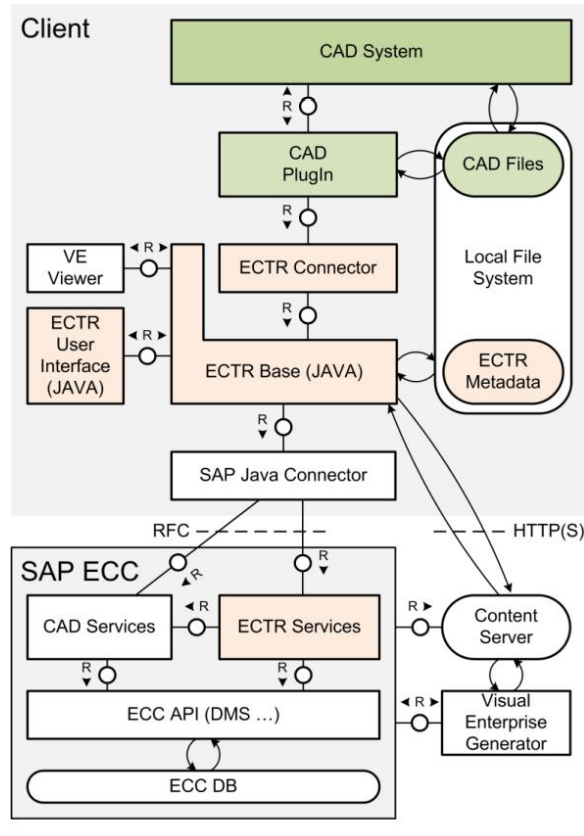 Client
CAD System
R
CAD
PlugIn
CAD Files
R
VE
Viewer
R
ECTR Connector
Local File
System
ECTR
User
Interface
(JAVA)
R
R
ECTR Base (JAVA)
ECTR
Metadata
R
SAP Java Connector
RFC
HTTP(S)
SAP ECC
R
R
CAD Services
R
ECTR Services
R
Content
Server
R
R
ECC API (DMS ...)
R
Visual
Enterprise
Generator
ECC DB